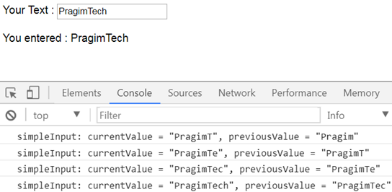 Your Text : PragimTech
You entered : PragimTech
Elements Console Sources Network Performance Memory
top Filter Info
simpleInput: currentValue = "PragimT", previousValue = "Pragim"
simpleInput: currentValue = "PragimTe", previousValue = "PragimT"
simpleInput: currentValue = "PragimTec", previousValue = "PragimTe"
simpleInput: currentValue = "PragimTech", previousValue = "PragimTec"